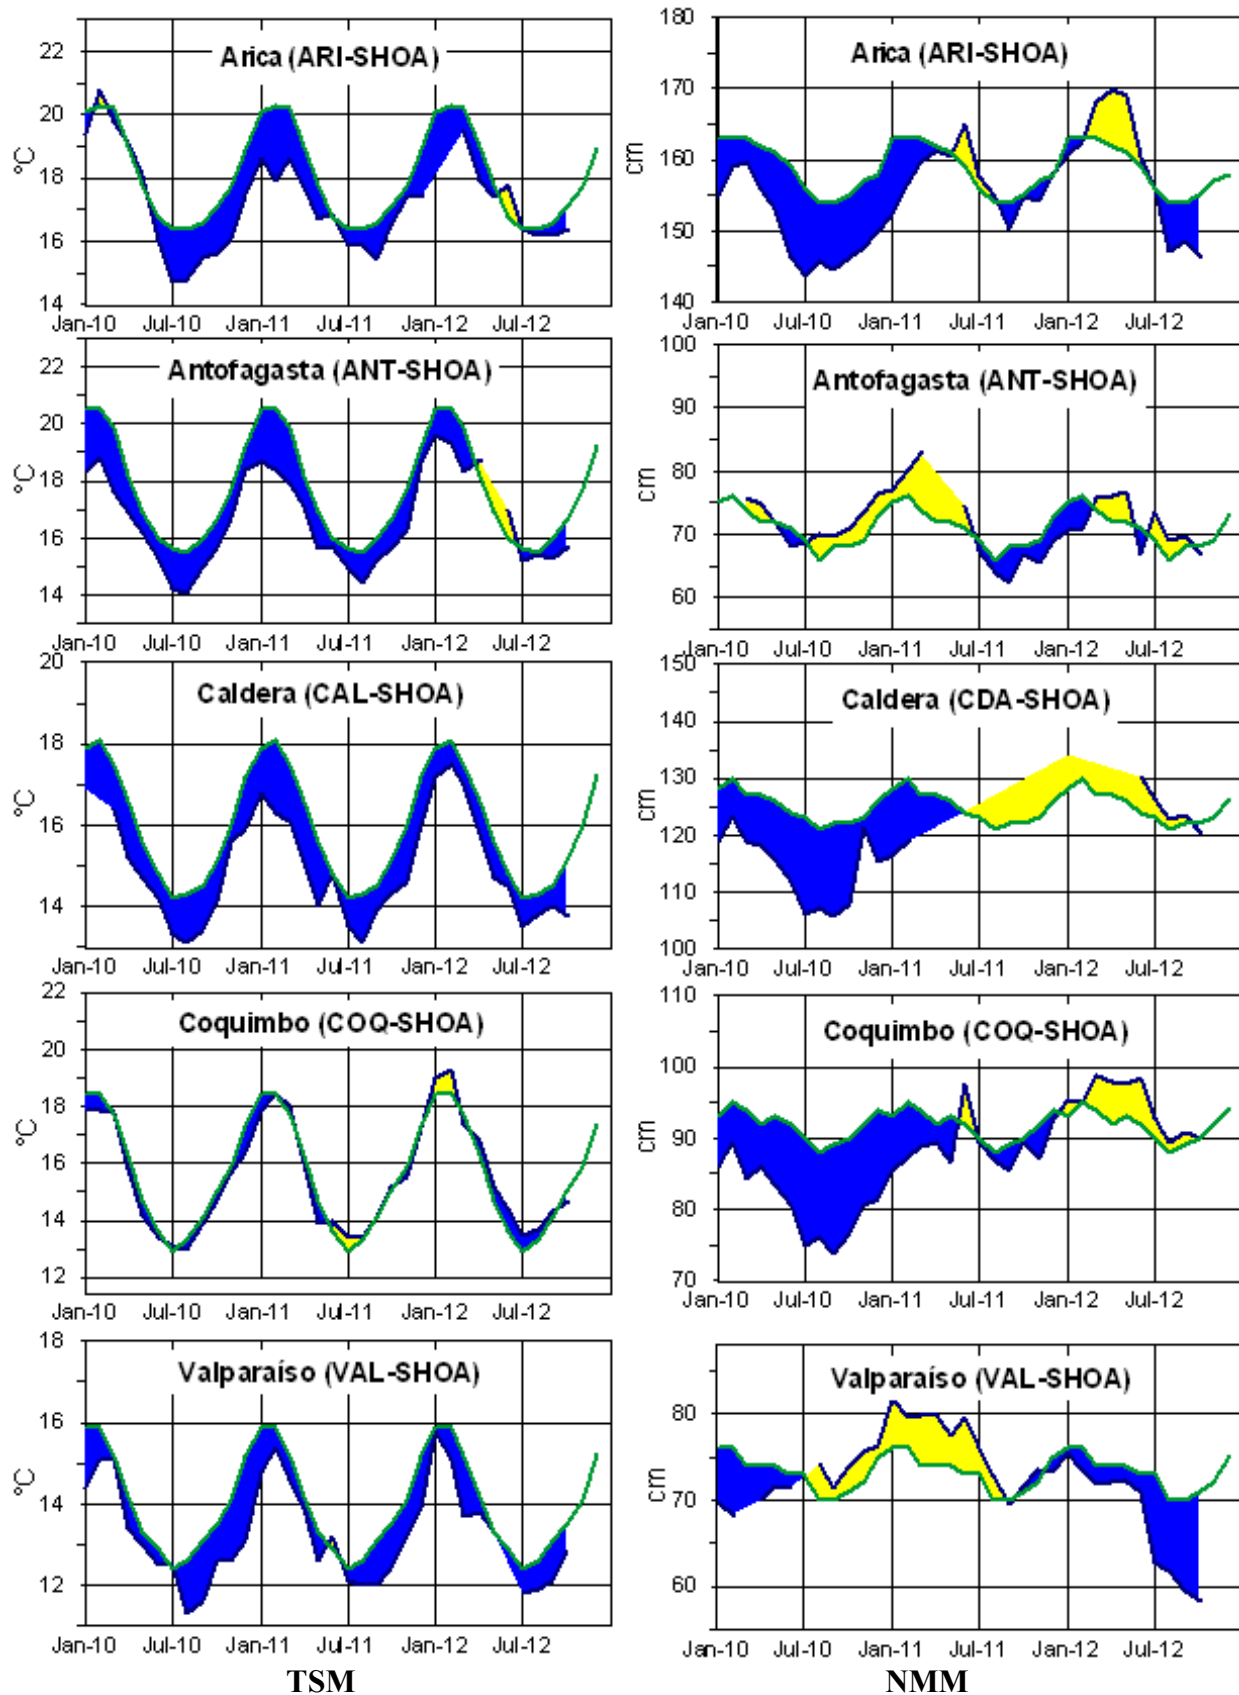 Arica (ARI-SHOA)
22
20
18
16
14
°C
Jan-10 Jul-10 Jan-11 Jul-11 Jan-12 Jul-12
Arica (ARI-SHOA)
180
170
160
150
140
cm
Jan-10 Jul-10 Jan-11 Jul-11 Jan-12 Jul-12
Antofagasta (ANT-SHOA)
22
20
18
16
14
°C
Jan-10 Jul-10 Jan-11 Jul-11 Jan-12 Jul-12
Antofagasta (ANT-SHOA)
100
90
80
70
60
cm
Jan-10 Jul-10 Jan-11 Jul-11 Jan-12 Jul-12
Caldera (CAL-SHOA)
20
18
16
14
°C
Jan-10 Jul-10 Jan-11 Jul-11 Jan-12 Jul-12
Caldera (CDA-SHOA)
150
140
130
120
110
100
cm
Jan-10 Jul-10 Jan-11 Jul-11 Jan-12 Jul-12
Coquimbo (COQ-SHOA)
22
20
18
16
14
12
°C
Jan-10 Jul-10 Jan-11 Jul-11 Jan-12 Jul-12
Coquimbo (COQ-SHOA)
110
100
90
80
70
cm
Jan-10 Jul-10 Jan-11 Jul-11 Jan-12 Jul-12
Valparaíso (VAL-SHOA)
18
16
14
12
°C
Jan-10 Jul-10 Jan-11 Jul-11 Jan-12 Jul-12
Valparaíso (VAL-SHOA)
80
70
60
cm
Jan-10 Jul-10 Jan-11 Jul-11 Jan-12 Jul-12
TSM
NMM